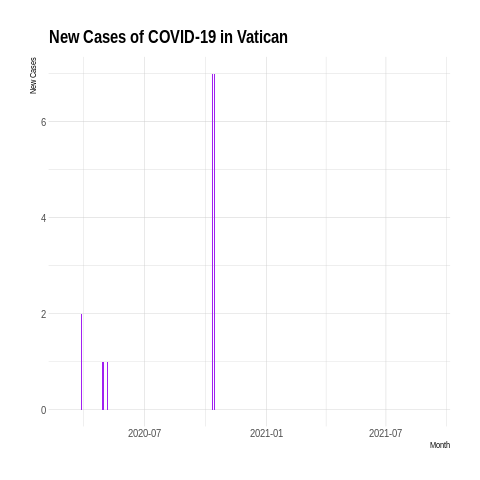 New Cases of COVID-19 in Vatican
New Cases
6
4
2
0
2020-07
2021-01
2021-07
Month